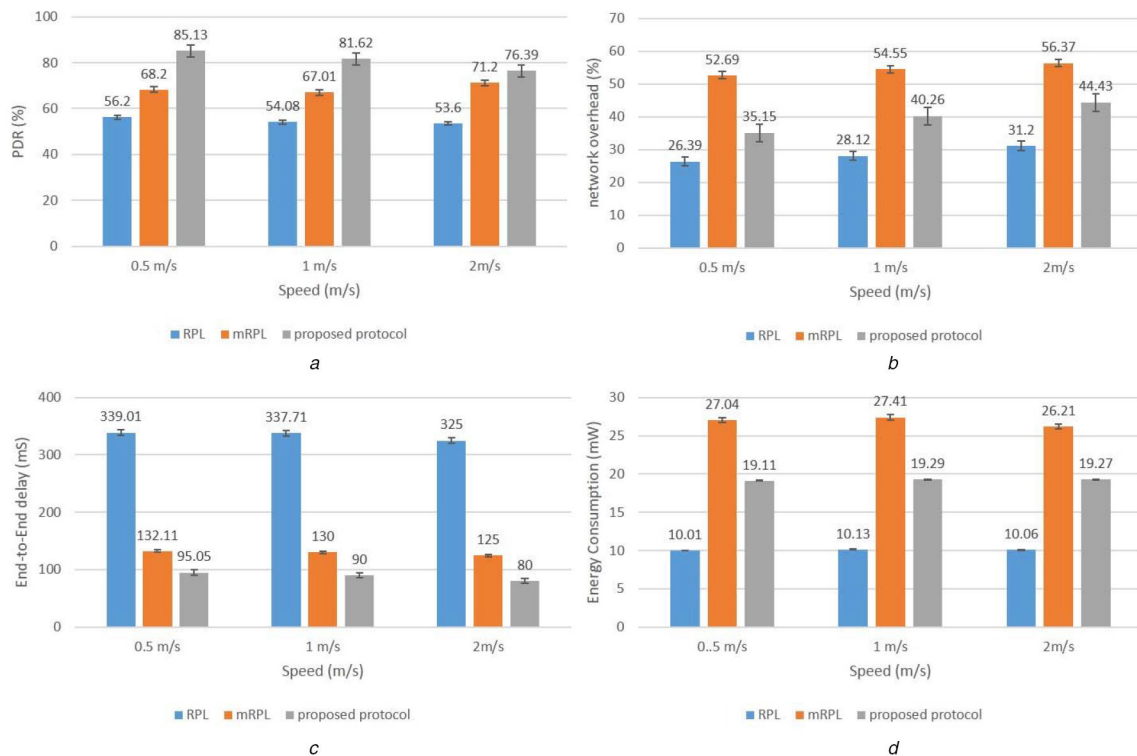 100
80
60
40
20
0
PDR (%)
56.2
68.2
85.13
54.08
67.01
81.62
53.6
71.2
76.39
0.5 m/s
1 m/s
2m/s
Speed (m/s)
RPL
mRPL
proposed protocol
a
70
60
50
40
30
20
10
0
network overhead (%)
26.39
52.69
35.15
28.12
54.55
40.26
31.2
56.37
44.43
0.5 m/s
1 m/s
2m/s
Speed (m/s)
RPL
mRPL
proposed protocol
b
400
300
200
100
0
End-to-End delay (mS)
339.01
132.11
95.05
337.71
130
90
325
125
80
0.5 m/s
1 m/s
2m/s
Speed (m/s)
RPL
mRPL
proposed protocol
c
30
25
20
15
10
5
0
Energy Consumption (mW)
10.01
27.04
19.11
10.13
27.41
19.29
10.06
26.21
19.27
0..5 m/s
1 m/s
2m/s
Speed (m/s)
RPL
mRPL
proposed protocol
d